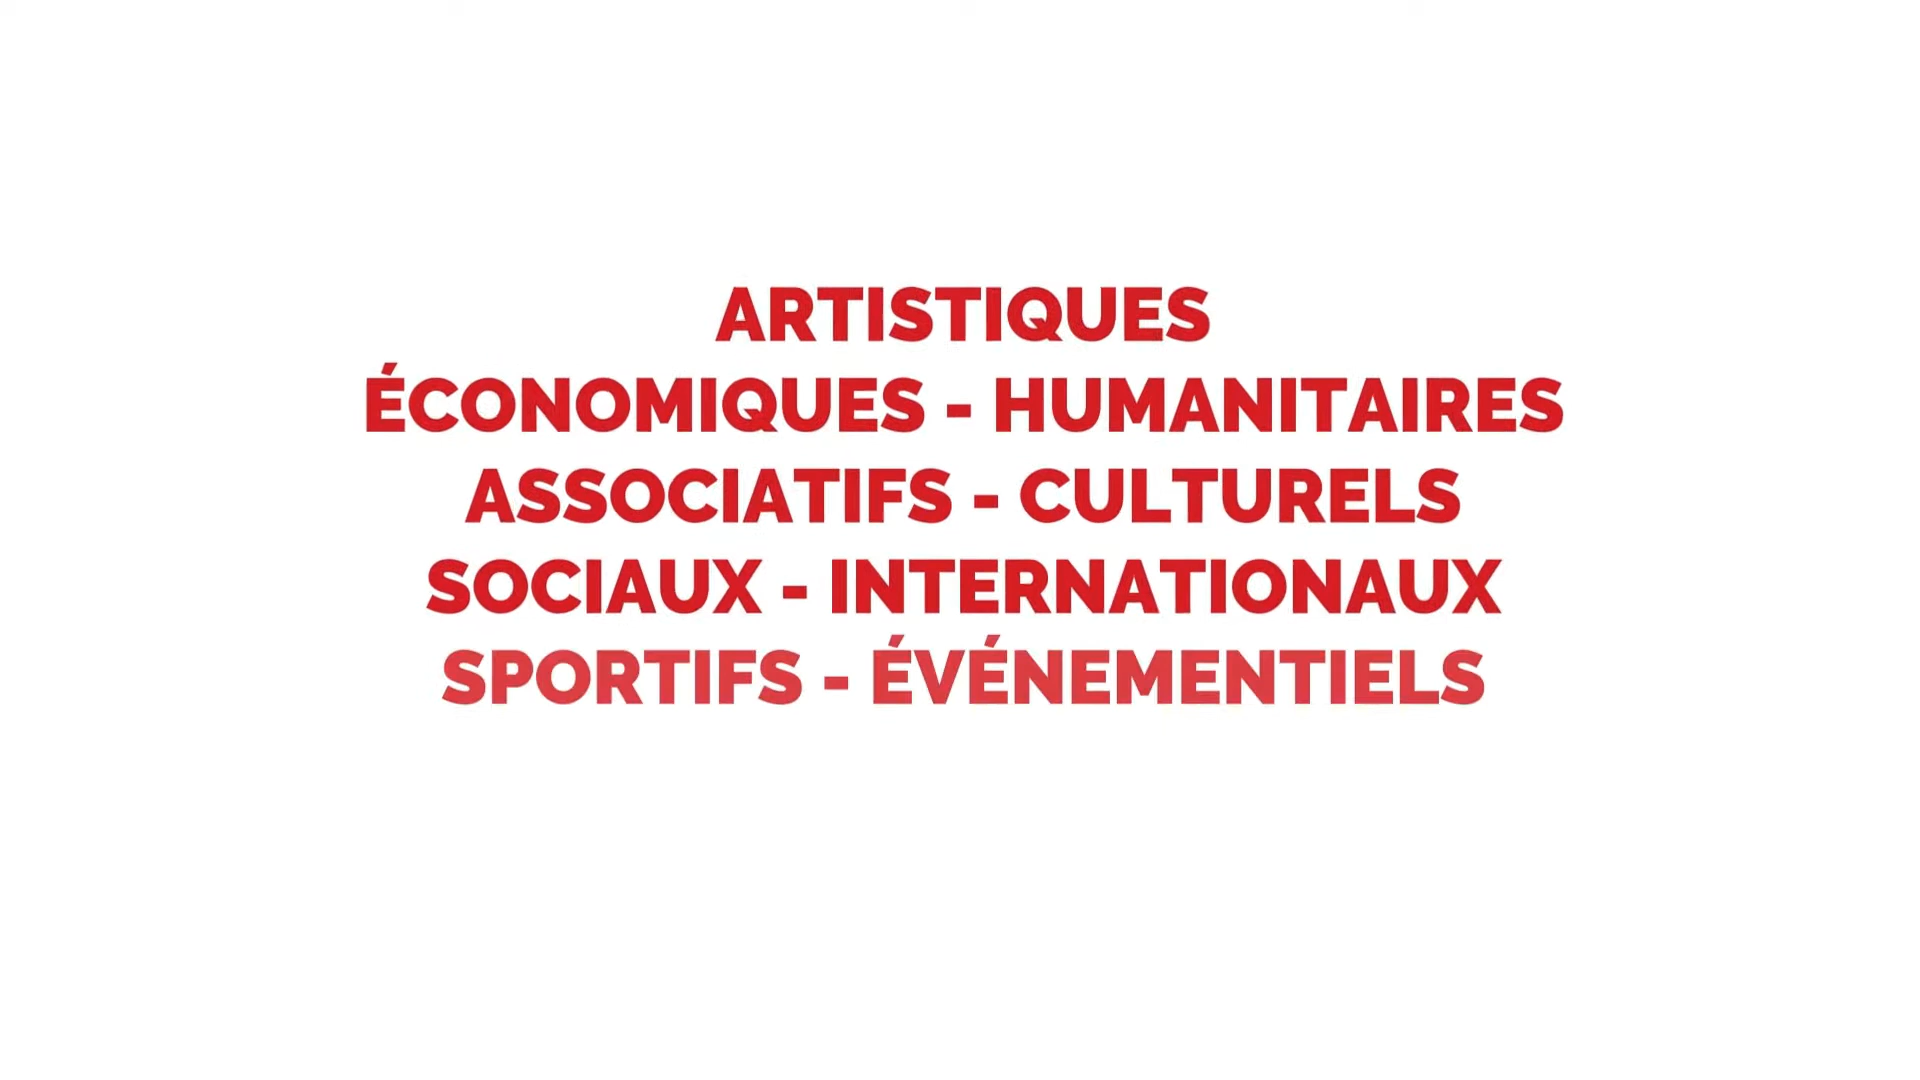 ARTISTIQUES
ÉCONOMIQUES - HUMANITAIRES
ASSOCIATIFS - CULTURELS
SOCIAUX - INTERNATIONAUX
SPORTIFS - ÉVÉNEMENTIELS